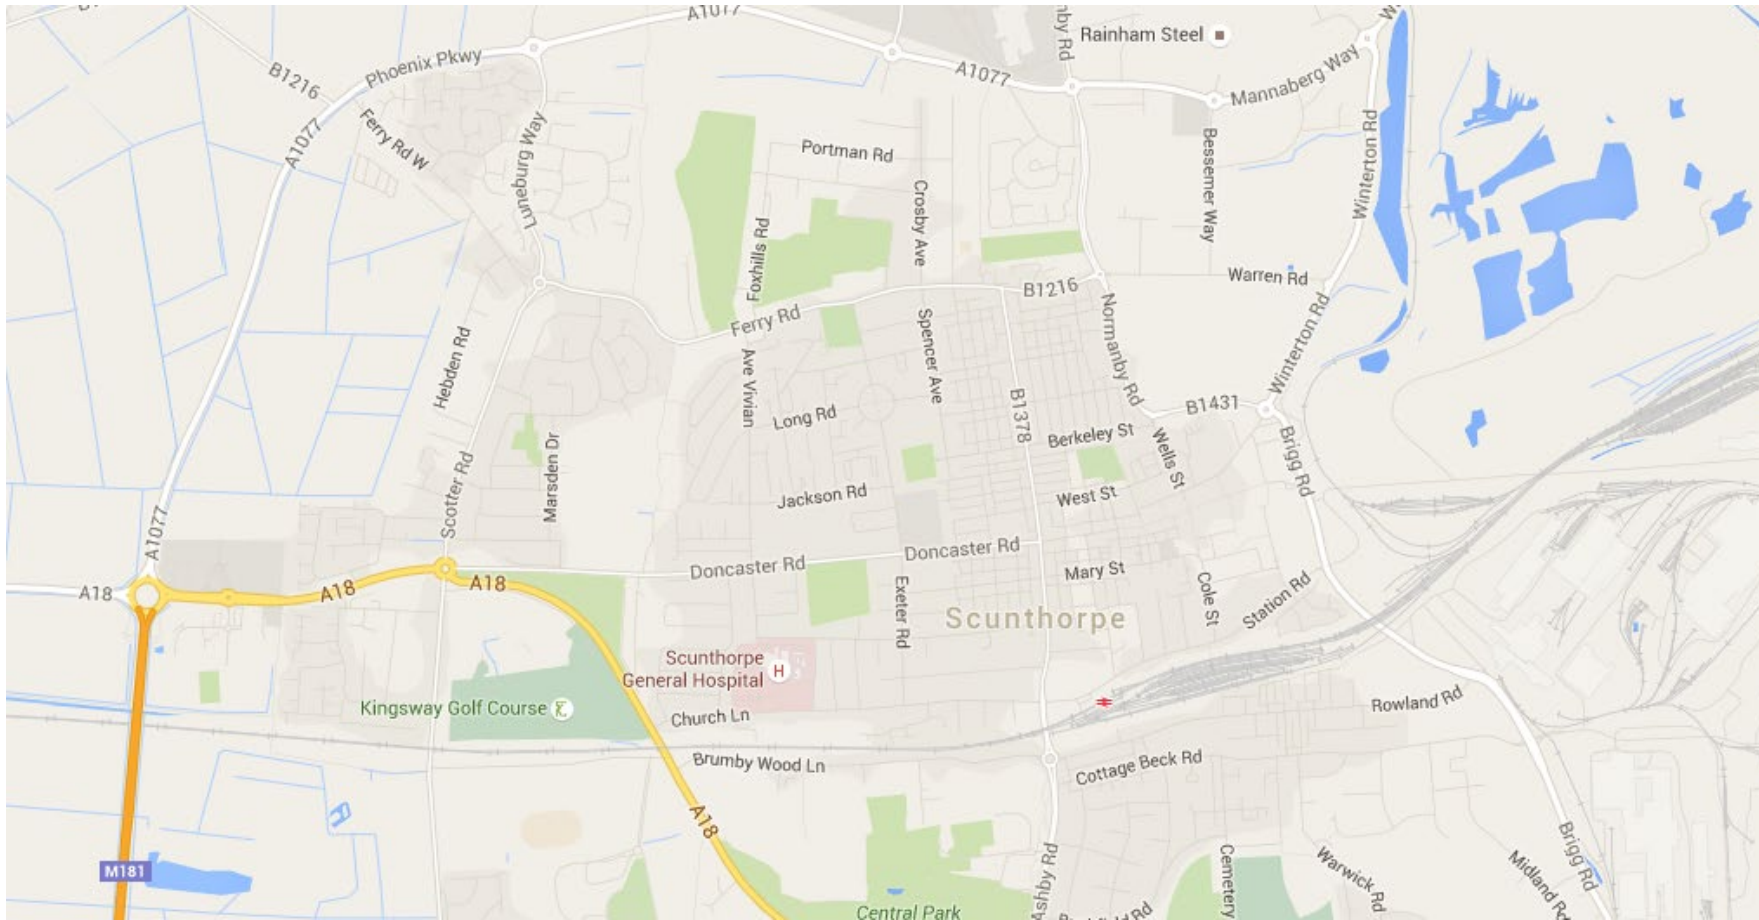 A1077
Rainham Steel
Phoenix Pkwy
B1216
A1077
Mannaberg Way
A1077
Ferry Rd W
Luneburg Way
Portman Rd
Winterton Rd
Bessemer Way
Crosby Ave
Foxhills Rd
Warren Rd
B1216
Ferry Rd
Spencer Ave
Normanby Rd
Winterton Rd
Hebden Rd
Ave Vivian
Long Rd
B1378
B1431
Berkeley St
Wells St
Brigg Rd
Marsden Dr
Scotter Rd
Jackson Rd
West St
A1077
Doncaster Rd
Doncaster Rd
Mary St
A18
A18
A18
Exeter Rd
Cole St
Station Rd
Scunthorpe
Scunthorpe
General Hospital
H
Kingsway Golf Course
Church Ln
Rowland Rd
Brumby Wood Ln
Cottage Beck Rd
A18
M181
Ashby Rd
Cemetery
Warwick Rd
Midland Rd
Brigg Rd
Central Park